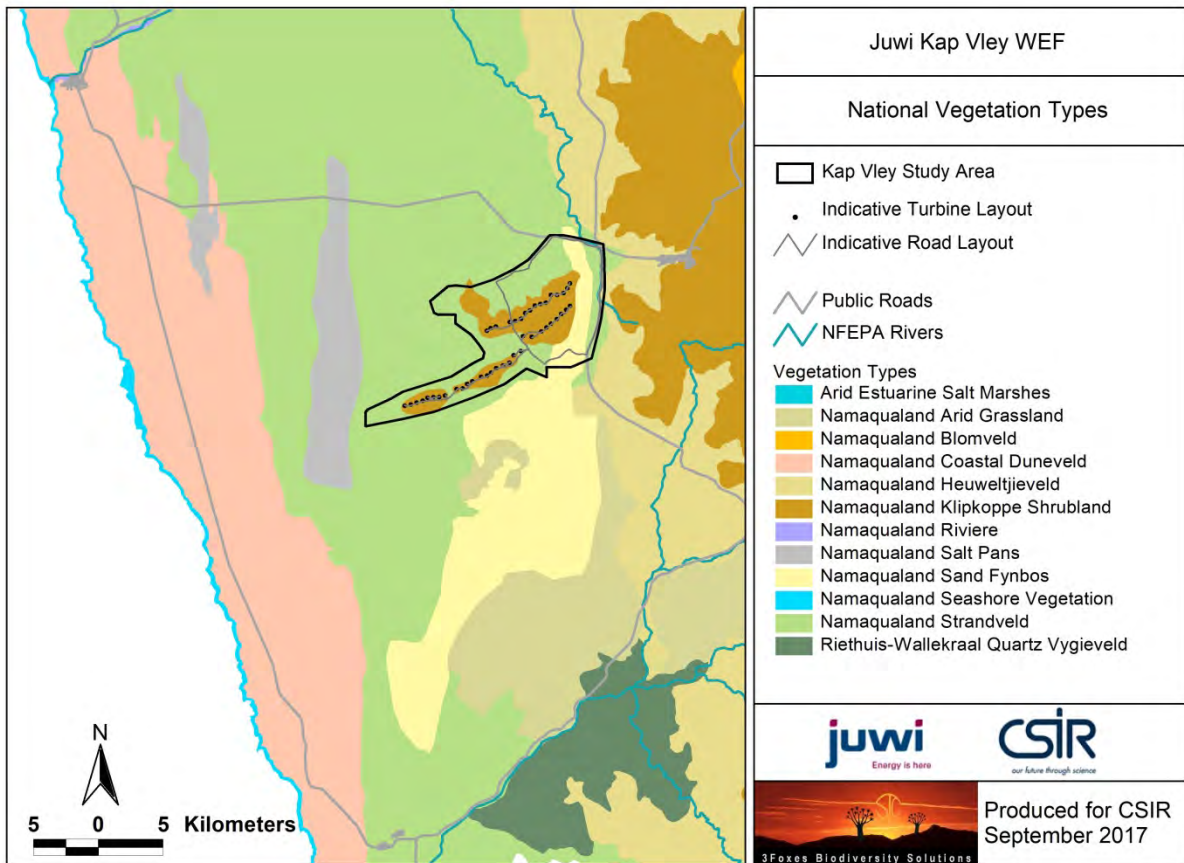 Juwi Kap Vley WEF
National Vegetation Types
Kap Vley Study Area
Indicative Turbine Layout
Indicative Road Layout
Public Roads
NFEPA Rivers
Vegetation Types
Arid Estuarine Salt Marshes
Namaqualand Arid Grassland
Namaqualand Blomveld
Namaqualand Coastal Duneveld
Namaqualand Heuweltjieveld
Namaqualand Klipkoppe Shrubland
Namaqualand Riviere
Namaqualand Salt Pans
Namaqualand Sand Fynbos
Namaqualand Seashore Vegetation
Namaqualand Strandveld
Riethuis-Wallekraal Quartz Vygieveld
N
5 0 5 Kilometers
juwi
Energy is here
CSIR
our future through science
3Foxes Biodiversity Solutions
Produced for CSIR
September 2017